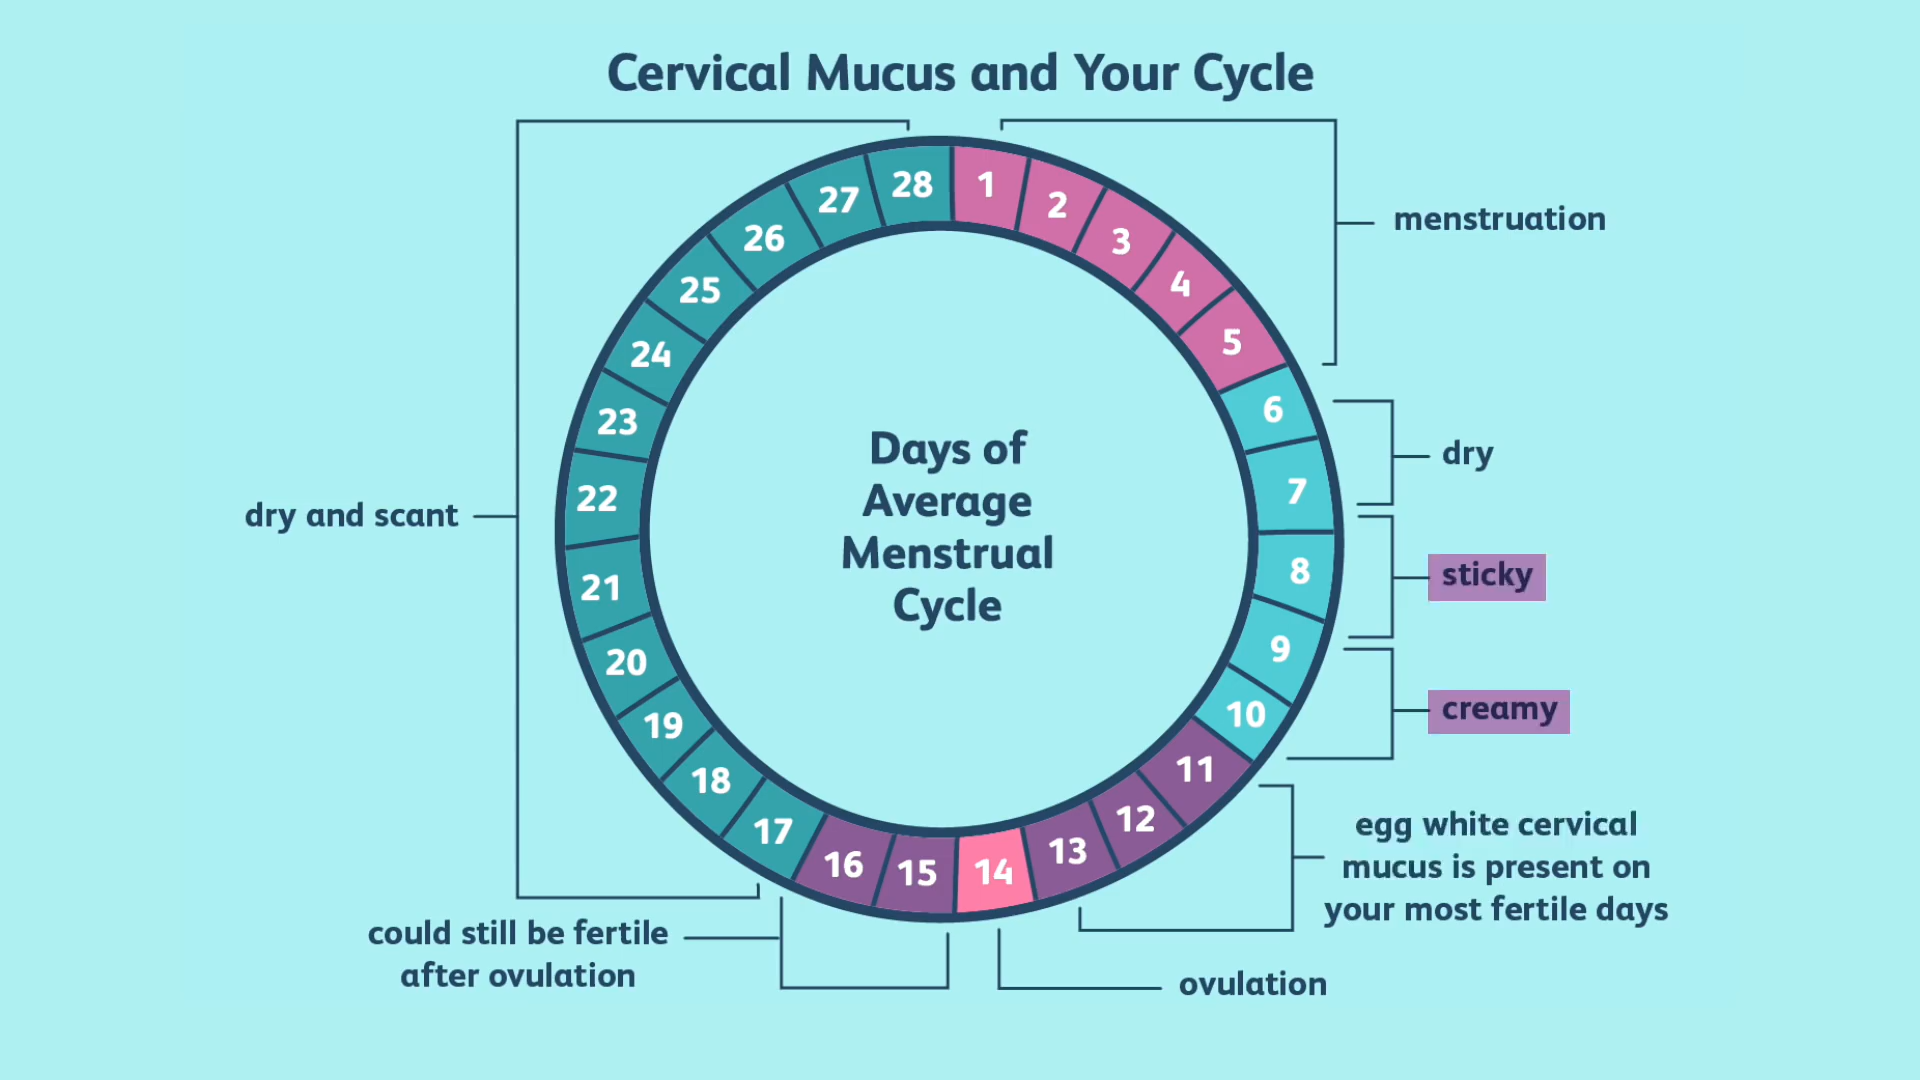 Cervical Mucus and Your Cycle
28
1
2
3
4
5
6
7
8
9
10
11
12
13
14
15
16
17
18
19
20
21
22
23
24
25
26
27
Days of
Average
Menstrual
Cycle
menstruation
dry
sticky
creamy
egg white cervical
mucus is present on
your most fertile days
ovulation
could still be fertile
after ovulation
dry and scant